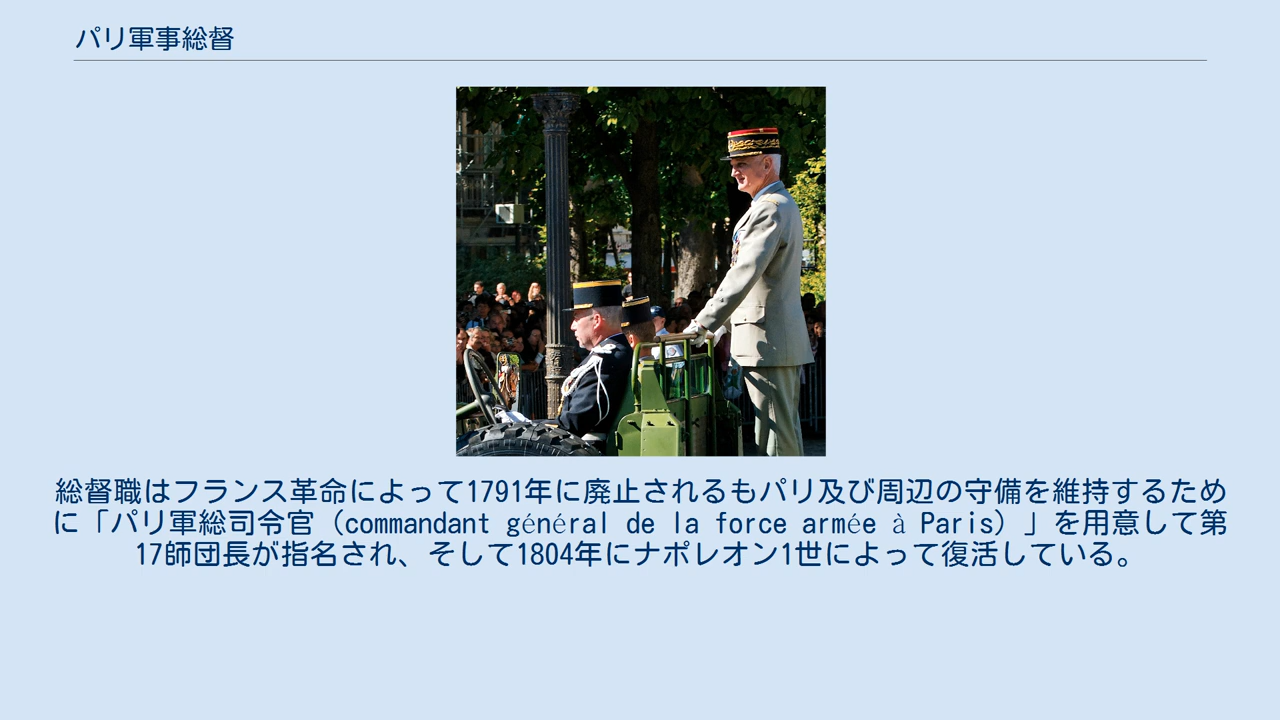 パリ軍事総督
総督職はフランス革命によって1791年に廃止されるもパリ及び周辺の守備を維持するため
に「パリ軍総司令官（commandant général de la force armée à Paris）」を用意して第
17師団長が指名され、そして1804年にナポレオン1世によって復活している。